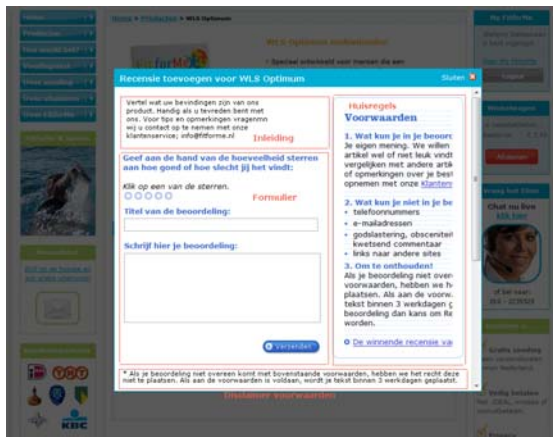 Home » Producten » WLS Optimum
Recensie toevoegen voor WLS Optimum
Sluiten
Vertel wat uw bevindingen zijn van ons
product. Handig als u tevreden bent met
ons. Voor tips en opmerkingen vragenmn
wij u contact op te nemen met onze
klantenservice; info@fitforme.nl
Inleiding
Geef aan de hand van de hoeveelheid sterren
aan hoe goed of hoe slecht jij het vindt:
Klik op een van de sterren.
Formulier
Titel van de beoordeling:
Schrijf hier je beoordeling:
Verzenden
Huisregels
Voorwaarden
1. Wat kun je in je beoorc
Je eigen mening. We willen
artikel wel of niet leuk vindt
vergelijken met andere artik
of opmerkingen over je best
opnemen met onze Klanten
2. Wat kun je niet in je be
telefoonnummers
e-mailadressen
godslastering, obsceniteit
kwetsend commentaar
links naar andere sites
3. Om te onthouden!
Als je beoordeling niet over
voorwaarden, hebben we h
plaatsen. Als aan de voorw
tekst binnen 3 werkdagen g
beoordeling dan kans om Re
worden.
De winnende recensie va
* Als je beoordeling niet overeen komt met bovenstaande voorwaarden, hebben we het recht deze
niet te plaatsen. Als aan de voorwaarden is voldaan, wordt je tekst binnen 3 werkdagen geplaatst.
Disclaimer voorwaarden
Chat nu live
klik hier
of bel naar:
KBC